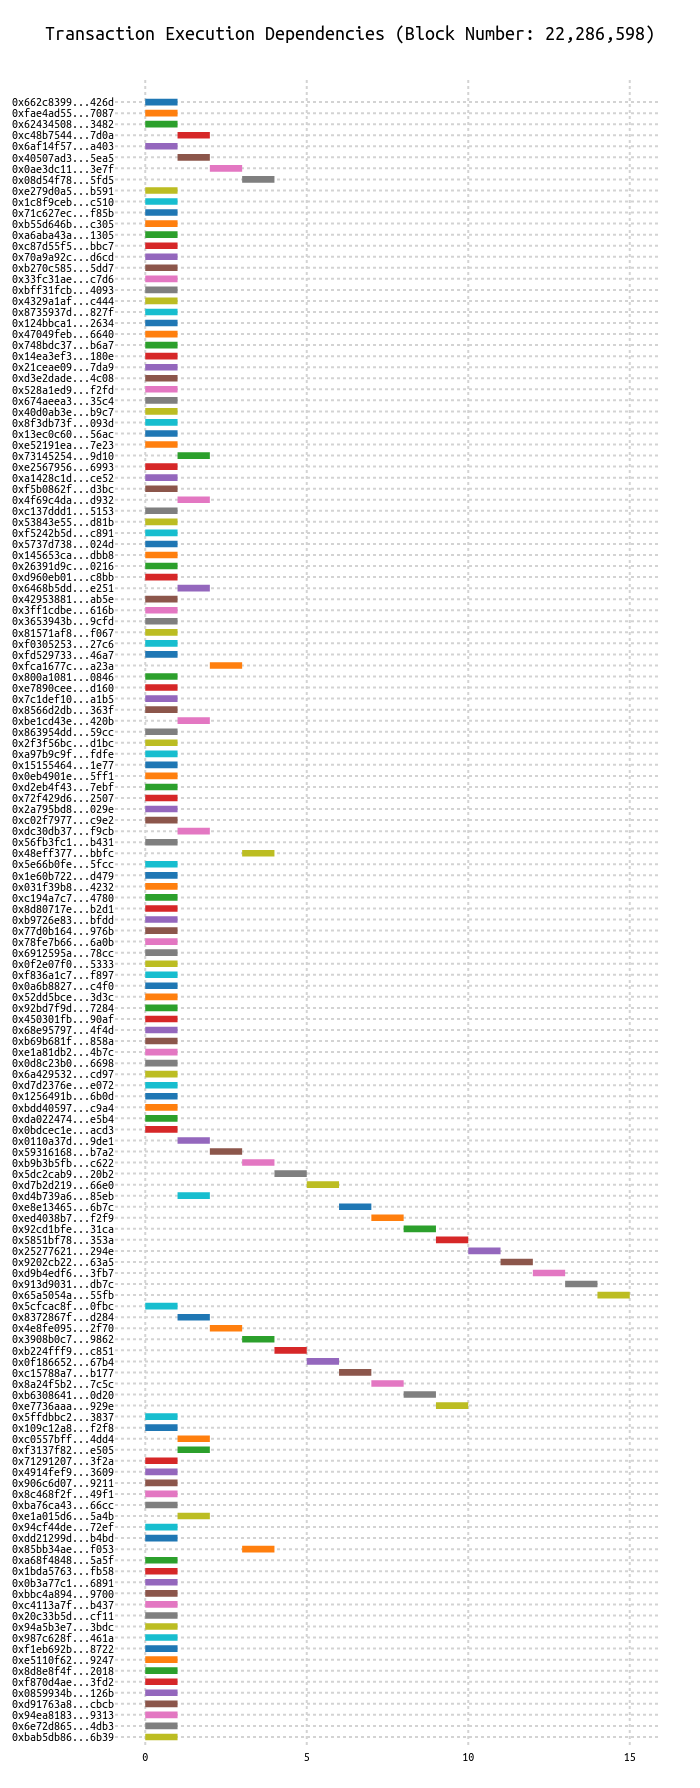 Transaction Execution Dependencies (Block Number: 22,286,598)
0x662c8399...426d
0xfae4ad55...7087
0x62434508...3482
0xc48b7544...7d0a
0x6af14f57...a403
0x40507ad3...5ea5
0x0ae3dc11...3e7f
0x08d54f78...5fd5
0xe279d0a5...b591
0x1c8f9ceb...c510
0x71c627ec...f85b
0xb55d646b...c305
0xa6aba43a...1305
0xc87d55f5...bbc7
0x70a9a92c...d6cd
0xb270c585...5dd7
0x33fc31ae...c7d6
0xbff31fcb...4093
0x4329a1af...c444
0x8735937d...827f
0x124bbca1...2634
0x47049feb...6640
0x748bdc37...b6a7
0x14ea3ef3...180e
0x21ceae09...7da9
0xd3e2dade...4c08
0x528a1ed9...f2fd
0x674aeea3...35c4
0x40d0ab3e...b9c7
0x8f3db73f...093d
0x13ec0c60...56ac
0xe52191ea...7e23
0x73145254...9d10
0xe2567956...6993
0xa1428c1d...ce52
0xf5b0862f...d3bc
0x4f69c4da...d932
0xc137ddd1...5153
0x53843e55...d81b
0xf5242b5d...c891
0x5737d738...024d
0x145653ca...dbb8
0x26391d9c...0216
0xd960eb01...c8bb
0x6468b5dd...e251
0x42953881...ab5e
0x3ff1cdbe...616b
0x3653943b...9cfd
0x81571af8...f067
0xf0305253...27c6
0xfd529733...46a7
0xfca1677c...a23a
0x800a1081...0846
0xe7890cee...d160
0x7c1def10...a1b5
0x8566d2db...363f
0xbe1cd43e...420b
0x863954dd...59cc
0x2f3f56bc...d1bc
0xa97b9c9f...fdfe
0x15155464...1e77
0x0eb4901e...5ff1
0xd2eb4f43...7ebf
0x72f429d6...2507
0x2a795bd8...029e
0xc02f7977...c9e2
0xdc30db37...f9cb
0x56fb3fc1...b431
0x48eff377...bbfc
0x5e66b0fe...5fcc
0x1e60b722...d479
0x031f39b8...4232
0xc194a7c7...4780
0x8d80717e...b2d1
0xb9726e83...bfdd
0x77d0b164...976b
0x78fe7b66...6a0b
0x6912595a...78cc
0x0f2e07f0...5333
0xf836a1c7...f897
0x0a6b8827...c4f0
0x52dd5bce...3d3c
0x92bd7f9d...7284
0x450301fb...90af
0x68e95797...4f4d
0xb69b681f...858a
0xe1a81db2...4b7c
0x0d8c23b0...6698
0x6a429532...cd97
0xd7d2376e...e072
0x1256491b...6b0d
0xbdd40597...c9a4
0xda022474...e5b4
0x0bdcec1e...acd3
0x0110a37d...9de1
0x59316168...b7a2
0xb9b3b5fb...c622
0x5dc2cab9...20b2
0xd7b2d219...66e0
0xd4b739a6...85eb
0xe8e13465...6b7c
0xed4038b7...f2f9
0x92cd1bfe...31ca
0x5851bf78...353a
0x25277621...294e
0x9202cb22...63a5
0xd9b4edf6...3fb7
0x913d9031...db7c
0x65a5054a...55fb
0x5cfcac8f...0fbc
0x8372867f...d284
0x4e8fe095...2f70
0x3908b0c7...9862
0xb224fff9...c851
0x0f186652...67b4
0xc15788a7...b177
0x8a24f5b2...7c5c
0xb6308641...0d20
0xe7736aaa...929e
0x5ffdbbc2...3837
0x109c12a8...f2f8
0xc0557bff...4dd4
0xf3137f82...e505
0x71291207...3f2a
0x4914fef9...3609
0x906c6d07...9211
0x8c468f2f...49f1
0xba76ca43...66cc
0xe1a015d6...5a4b
0x94cf44de...72ef
0xdd21299d...b4bd
0x85bb34ae...f053
0xa68f4848...5a5f
0x1bda5763...fb58
0x0b3a77c1...6891
0xbbc4a894...9700
0xc4113a7f...b437
0x20c33b5d...cf11
0x94a5b3e7...3bdc
0x987c628f...461a
0xf1eb692b...8722
0xe5110f62...9247
0x8d8e8f4f...2018
0xf870d4ae...3fd2
0x0859934b...126b
0xd91763a8...cbcb
0x94ea8183...9313
0x6e72d865...4db3
0xbab5db86...6b39
0 5 10 15